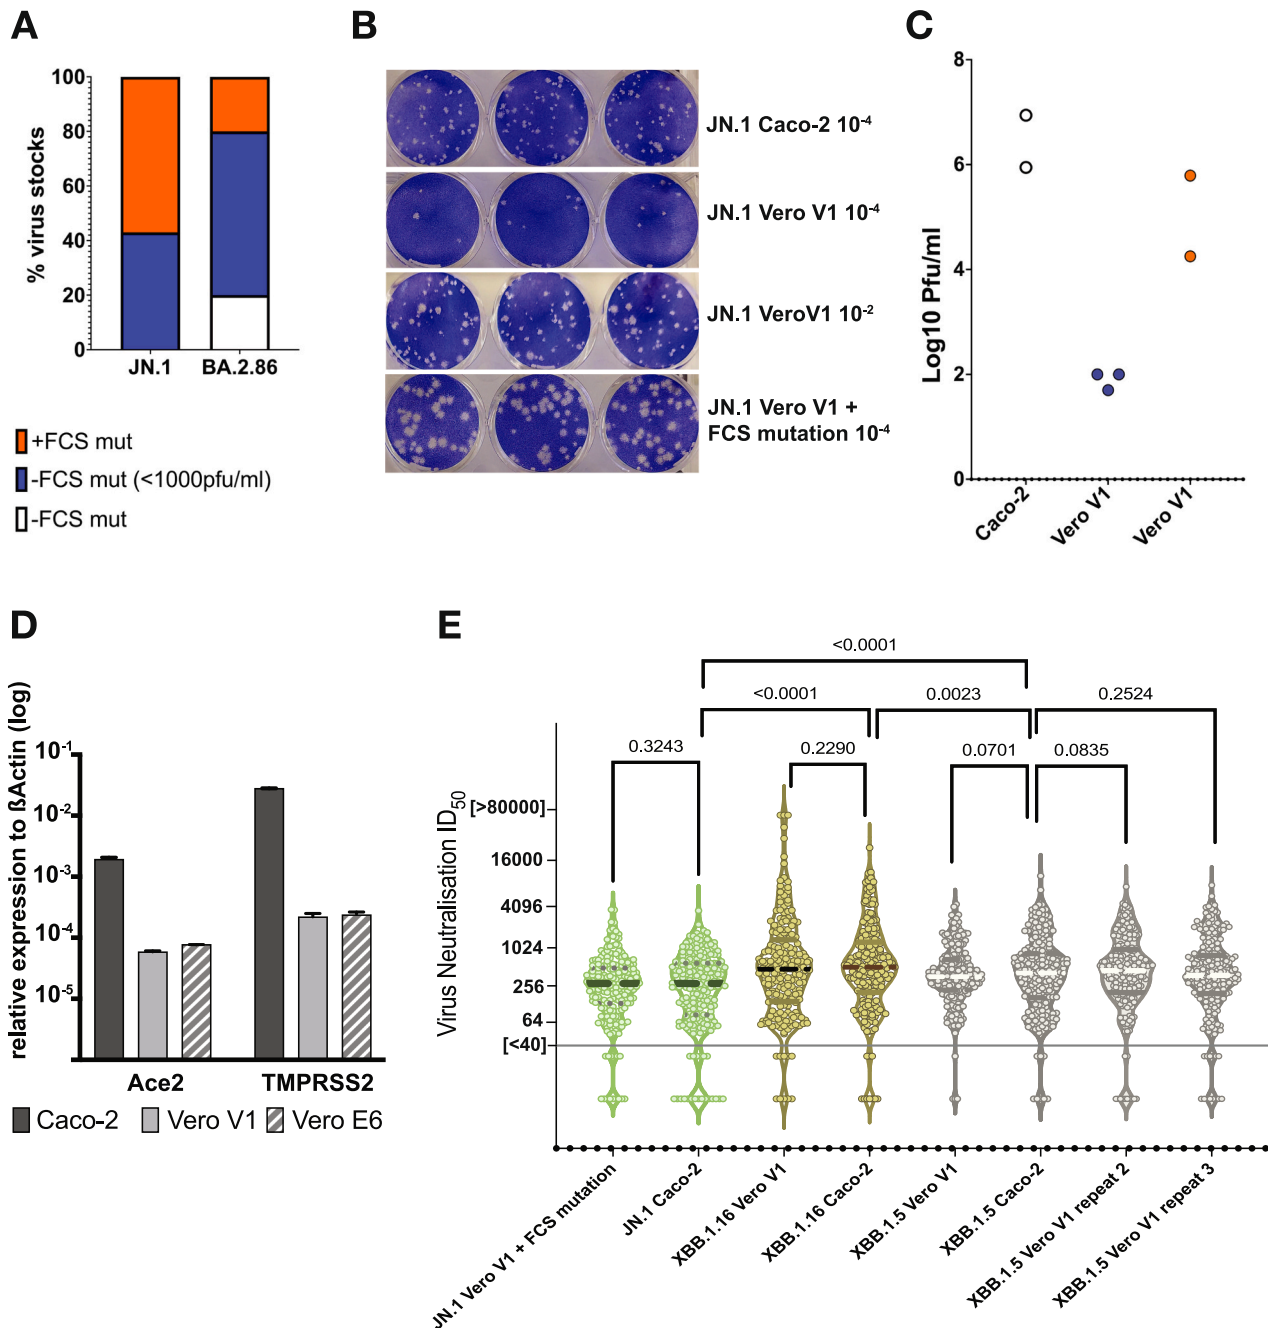 A
100
80
60
40
20
0
% virus stocks
JN.1
BA.2.86
+FCS mut
-FCS mut (<1000pfu/ml)
-FCS mut
B
JN.1 Caco-2 10-4
JN.1 Vero V1 10-4
JN.1 VeroV1 10-2
JN.1 Vero V1 +
FCS mutation 10-4
C
8
6
4
2
0
Log10 Pfu/ml
Caco-2
Vero V1
Vero V1
D
relative expression to ßActin (log)
10-1
10-2
10-3
10-4
10-5
Ace2
TMPRSS2
Caco-2
Vero V1
Vero E6
E
<0.0001
<0.0001
0.0023
0.2524
0.3243
0.2290
0.0701
0.0835
Virus Neutralisation ID50
[>80000]
16000
4096
1024
256
64
[<40]
JN.1 Vero V1 + FCS mutation
JN.1 Caco-2
XBB.1.16 Vero V1
XBB.1.16 Caco-2
XBB.1.5 Vero V1
XBB.1.5 Caco-2
XBB.1.5 Vero V1 repeat 2
XBB.1.5 Vero V1 repeat 3